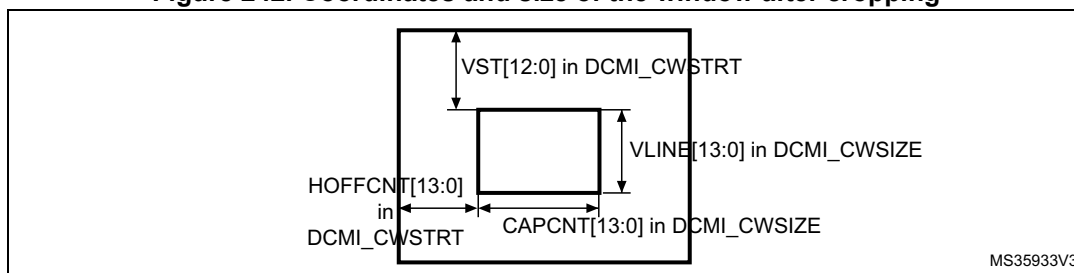 Figure 242. Coordinates and size of the window after cropping
VST[12:0] in DCMI_CWSTRT
VLINE[13:0] in DCMI_CWSIZE
HOFFCNT[13:0]
in
DCMI_CWSTRT
CAPCNT[13:0] in DCMI_CWSIZE
MS35933V3